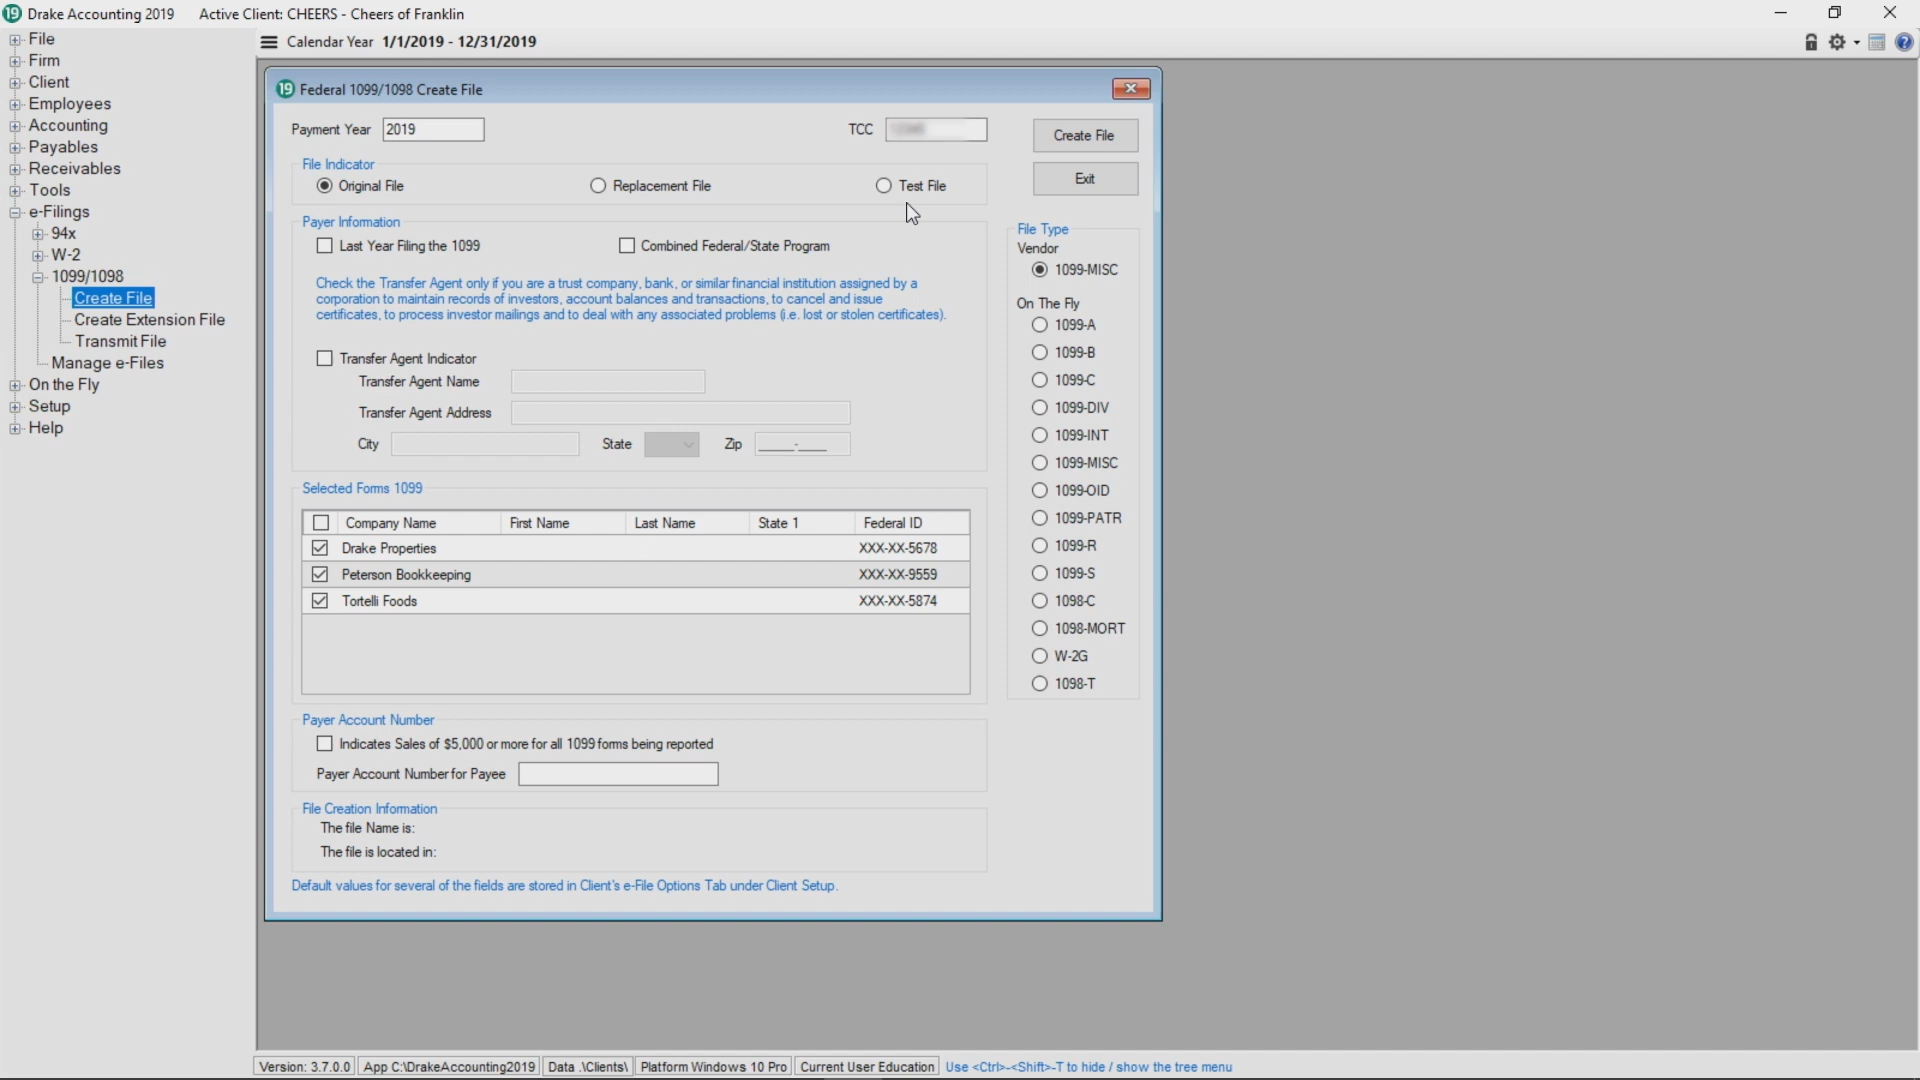 19 Drake Accounting 2019 Active Client: CHEERS - Cheers of Franklin
File
Firm
Client
Employees
Accounting
Payables
Receivables
Tools
e-Filings
94x
W-2
1099/1098
Create File
Create Extension File
Transmit File
Manage e-Files
On the Fly
Setup
Help
Calendar Year 1/1/2019 - 12/31/2019
19 Federal 1099/1098 Create File
Payment Year 2019 TCC
Create File
Exit
File Indicator
Original File Replacement File Test File
Payer Information
Last Year Filing the 1099 Combined Federal/State Program
Check the Transfer Agent only if you are a trust company, bank, or similar financial institution assigned by a
corporation to maintain records of investors, account balances and transactions, to cancel and issue
certificates, to process investor mailings and to deal with any associated problems (i.e. lost or stolen certificates).
Transfer Agent Indicator
Transfer Agent Name
Transfer Agent Address
City State Zip _____-____
Selected Forms 1099
Company Name First Name Last Name State 1 Federal ID
Drake Properties XXX-XX-5678
Peterson Bookkeeping XXX-XX-9559
Tortelli Foods XXX-XX-5874
Payer Account Number
Indicates Sales of $5,000 or more for all 1099 forms being reported
Payer Account Number for Payee
File Creation Information
The file Name is:
The file is located in:
Default values for several of the fields are stored in Client's e-File Options Tab under Client Setup.
File Type
Vendor
1099-MISC
On The Fly
1099-A
1099-B
1099-C
1099-DIV
1099-INT
1099-MISC
1099-OID
1099-PATR
1099-R
1099-S
1098-C
1098-MORT
W-2G
1098-T
Version: 3.7.0.0 App C:\DrakeAccounting2019 Data .\Clients\ Platform Windows 10 Pro Current User Education Use <Ctrl>-<Shift>-T to hide / show the tree menu